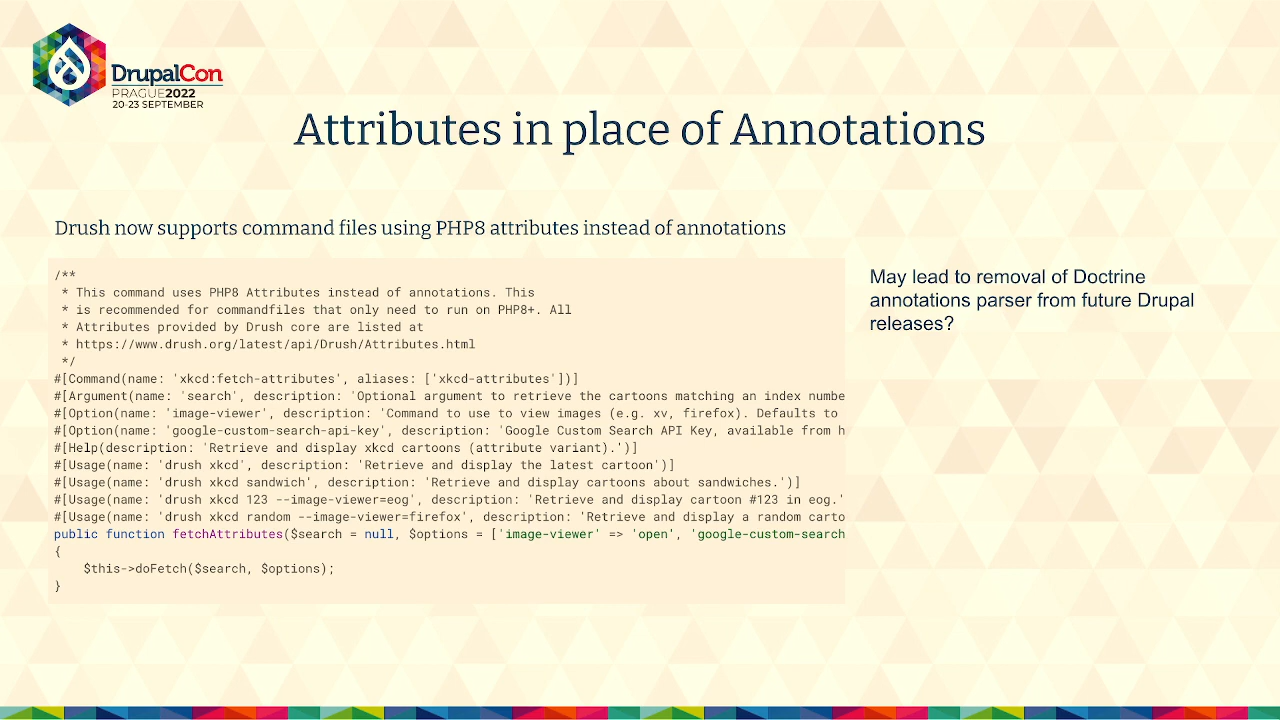 DrupalCon
PRAGUE2022
20-23 SEPTEMBER
Attributes in place of Annotations
Drush now supports command files using PHP8 attributes instead of annotations
/**
 * This command uses PHP8 Attributes instead of annotations. This
 * is recommended for commandfiles that only need to run on PHP8+. All
 * Attributes provided by Drush core are listed at
 * https://www.drush.org/latest/api/Drush/Attributes.html
 */
#[Command(name: 'xkcd:fetch-attributes', aliases: ['xkcd-attributes'])]
#[Argument(name: 'search', description: 'Optional argument to retrieve the cartoons matching an index numbe
#[Option(name: 'image-viewer', description: 'Command to use to view images (e.g. xv, firefox). Defaults to
#[Option(name: 'google-custom-search-api-key', description: 'Google Custom Search API Key, available from h
#[Help(description: 'Retrieve and display xkcd cartoons (attribute variant).')]
#[Usage(name: 'drush xkcd', description: 'Retrieve and display the latest cartoon')]
#[Usage(name: 'drush xkcd sandwich', description: 'Retrieve and display cartoons about sandwiches.')]
#[Usage(name: 'drush xkcd 123 --image-viewer=eog', description: 'Retrieve and display cartoon #123 in eog.'
#[Usage(name: 'drush xkcd random --image-viewer=firefox', description: 'Retrieve and display a random carto
public function fetchAttributes($search = null, $options = ['image-viewer' => 'open', 'google-custom-search
{
    $this->doFetch($search, $options);
}
May lead to removal of Doctrine
annotations parser from future Drupal
releases?